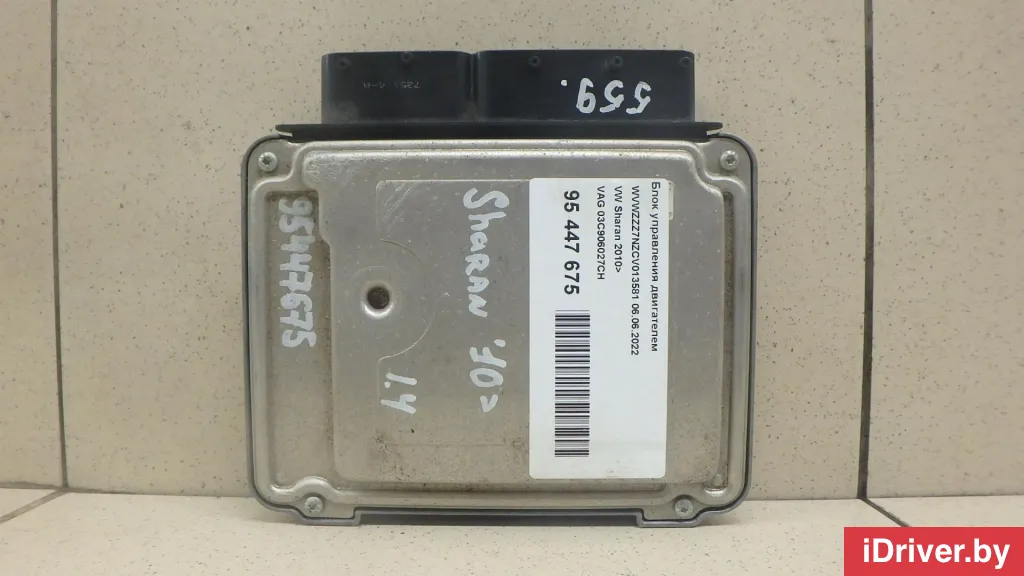 559.
Блок управления двигателем
WVWZZZ7NZCV013581 06.06.2022
VW Sharan 2010>
VAG 03C906027CH
95 447 675
Sharan '10>
1.4
95447675
iDriver.by